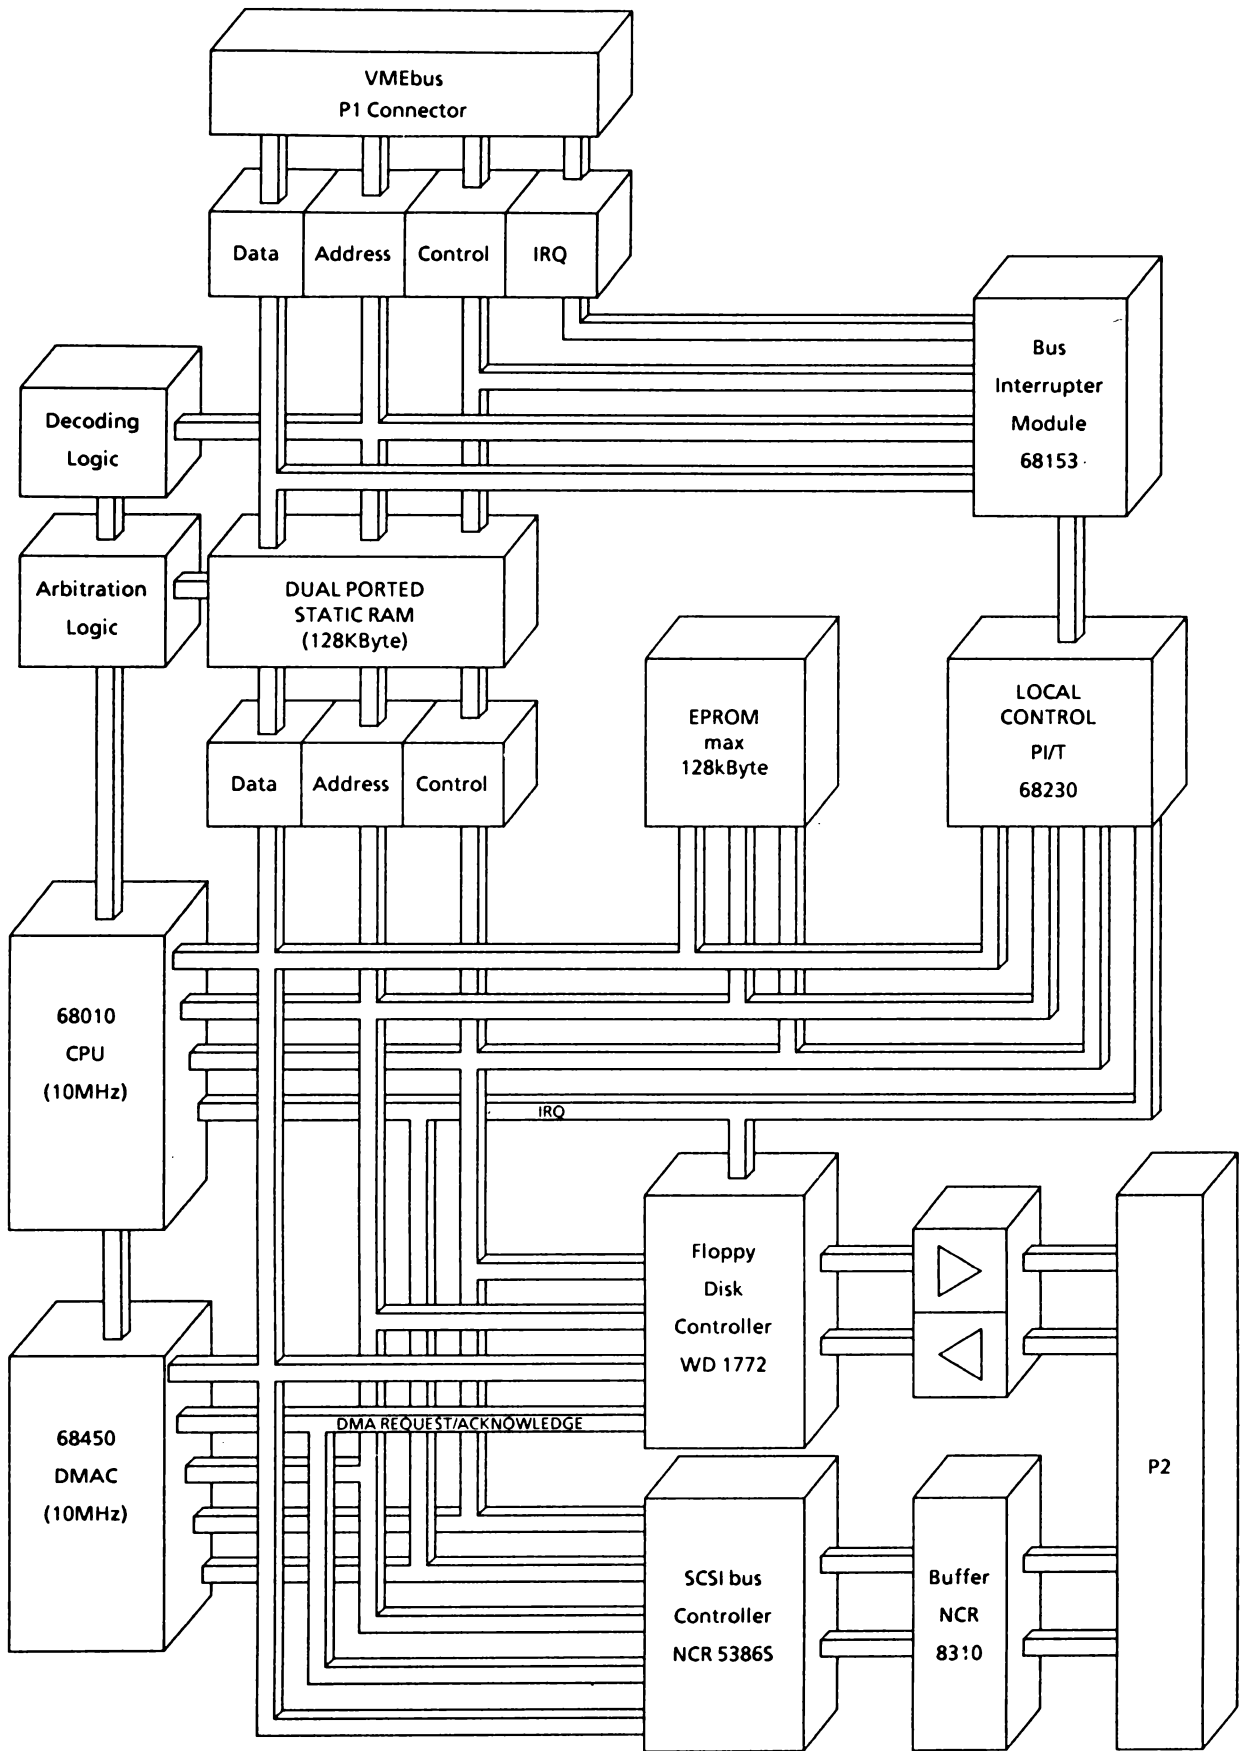 VMEbus
P1 Connector
Data
Address
Control
IRQ
Bus
Interrupter
Module
68153
Decoding
Logic
Arbitration
Logic
DUAL PORTED
STATIC RAM
(128KByte)
EPROM
max
128kByte
LOCAL
CONTROL
PI/T
68230
Data
Address
Control
68010
CPU
(10MHz)
IRQ
Floppy
Disk
Controller
WD 1772
DMA REQUEST/ACKNOWLEDGE
68450
DMAC
(10MHz)
P2
SCSI bus
Controller
NCR 5386S
Buffer
NCR
8310